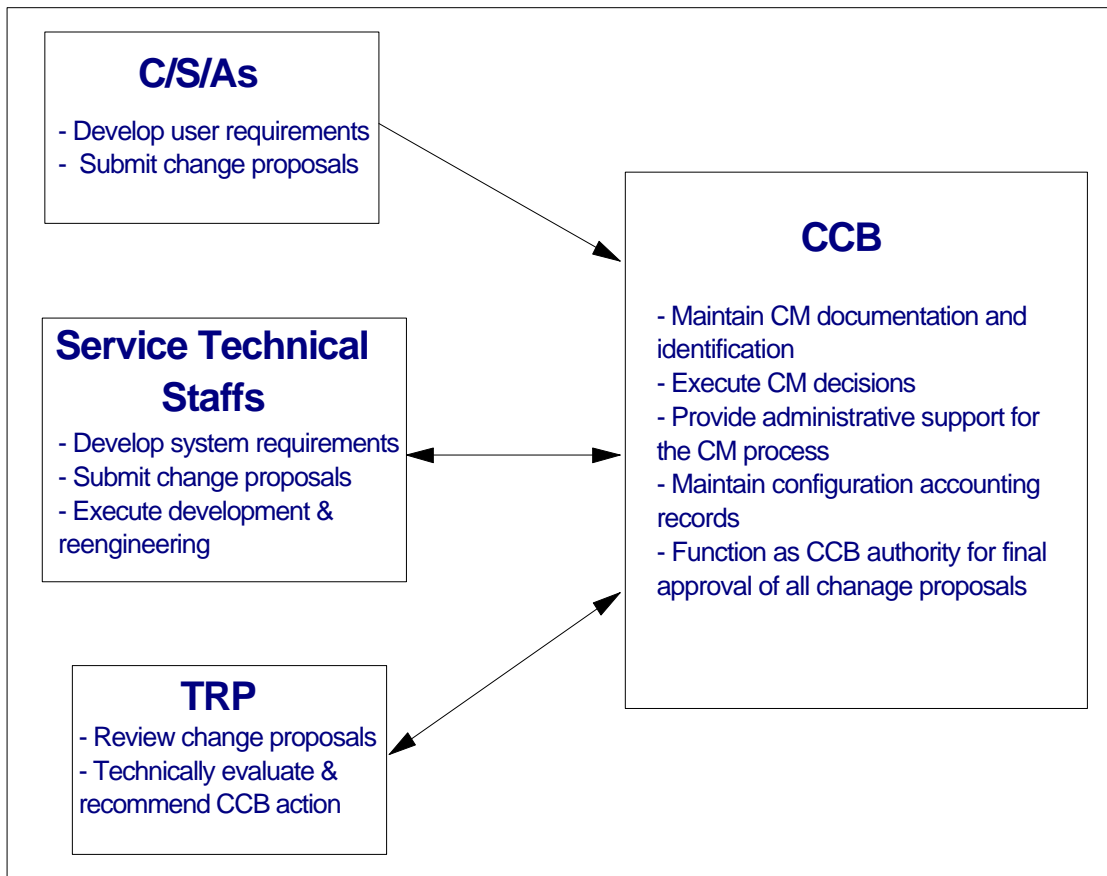 C/S/As
- Develop user requirements
- Submit change proposals
Service Technical
Staffs
- Develop system requirements
- Submit change proposals
- Execute development &
reengineering
TRP
- Review change proposals
- Technically evaluate &
recommend CCB action
CCB
- Maintain CM documentation and
identification
- Execute CM decisions
- Provide administrative support for
the CM process
- Maintain configuration accounting
records
- Function as CCB authority for final
approval of all chanage proposals